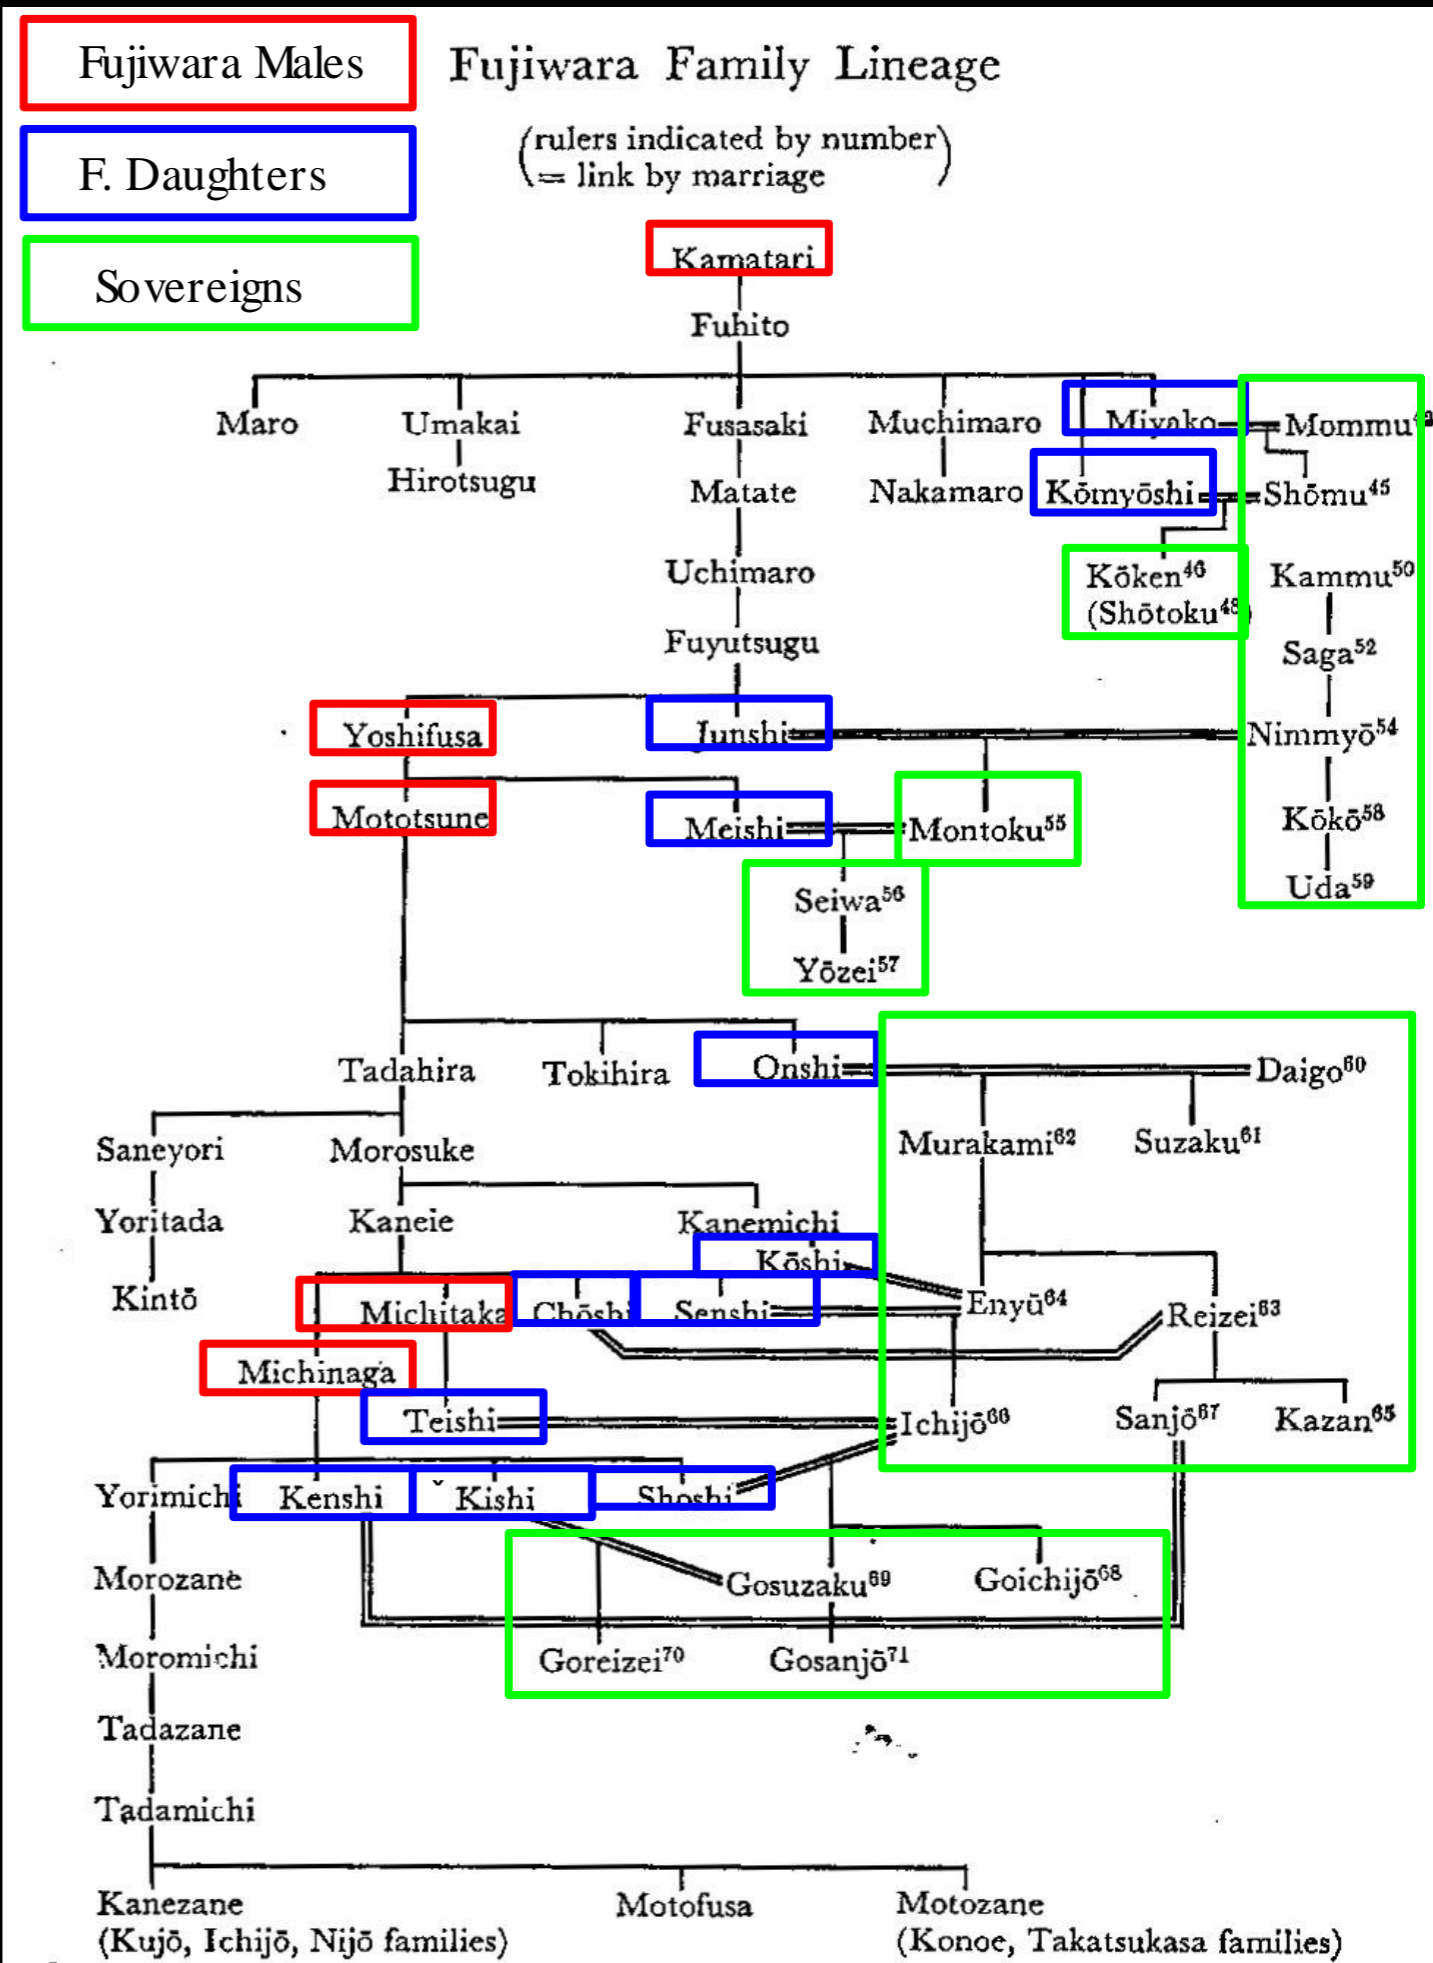 Fujiwara Males
Fujiwara Family Lineage
F. Daughters
(rulers indicated by number)
(= link by marriage)
Sovereigns
Kamatari
Fuhito
Maro Umakai Fusasaki Muchimaro Miyako Mommu
Hirotsugu Matate Nakamaro Kōmyōshi Shōmu⁴⁵
Uchimaro Kōken⁴⁶ Kammu⁵⁰
(Shōtoku⁴⁸)
Fuyutsugu Saga⁵²
Yoshifusa Junshi Nimmyō⁵⁴
Mototsune Meishi Montoku⁵⁵ Kōkō⁵⁸
Seiwa⁵⁶ Uda⁵⁹
Yōzei⁵⁷
Tadahira Tokihira Onshi Daigo⁶⁰
Saneyori Morosuke Murakami⁶² Suzaku⁶¹
Yoritada Kaneie Kanemichi
Kōshi
Kintō Michitaka Chōshi Senshi Enyū⁶⁴ Reizei⁶³
Michinaga
Teishi Ichijō⁶⁶ Sanjō⁶⁷ Kazan⁶⁵
Yorimichi Kenshi Kishi Shoshi
Morozane Gosuzaku⁶⁹ Goichijō⁶⁸
Moromichi Goreizei⁷⁰ Gosanjō⁷¹
Tadazane
Tadamichi
Kanezane Motofusa Motozane
(Kujō, Ichijō, Nijō families) (Konoe, Takatsukasa families)